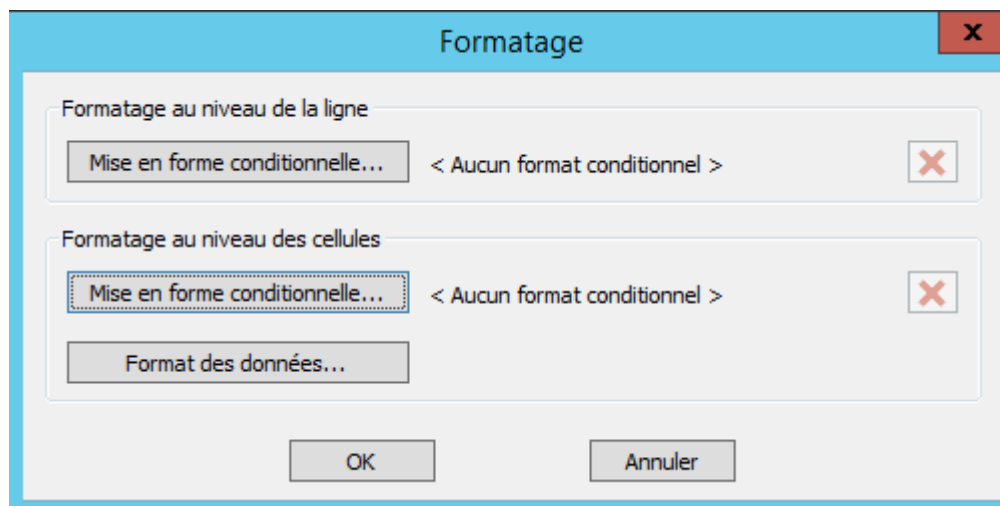 Formatage
x
Formatage au niveau de la ligne
Mise en forme conditionnelle... < Aucun format conditionnel >
Formatage au niveau des cellules
Mise en forme conditionnelle... < Aucun format conditionnel >
Format des données...
OK Annuler